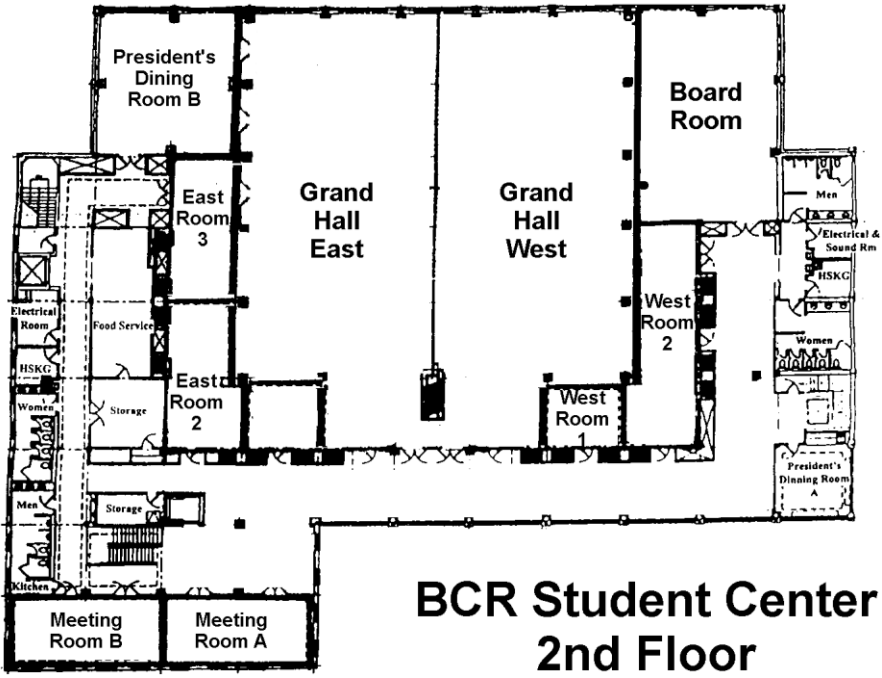 President's
Dining
Room B
Board
Room
Grand
Hall
East
Grand
Hall
West
East
Room
3
Men
Electrical &
Sound Rm
HSKG
Electrical
Room
Food Service
West
Room
2
Women
HSKG
East
Room
2
West
Room
1
Women
Storage
President's
Dinning Room
A
Men
Storage
Kitchen
Meeting
Room B
Meeting
Room A
BCR Student Center
2nd Floor